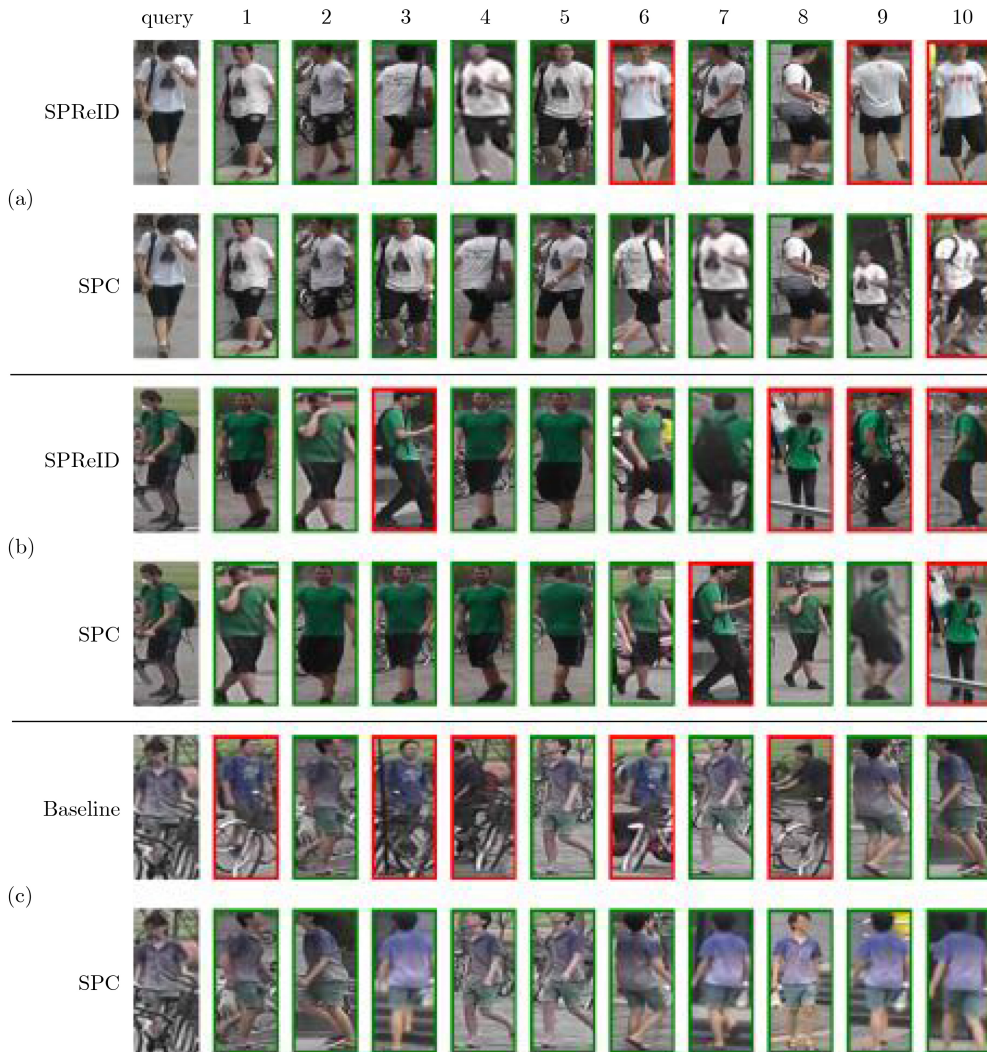 query 1 2 3 4 5 6 7 8 9 10
SPReID
(a)
SPC
SPReID
(b)
SPC
Baseline
(c)
SPC